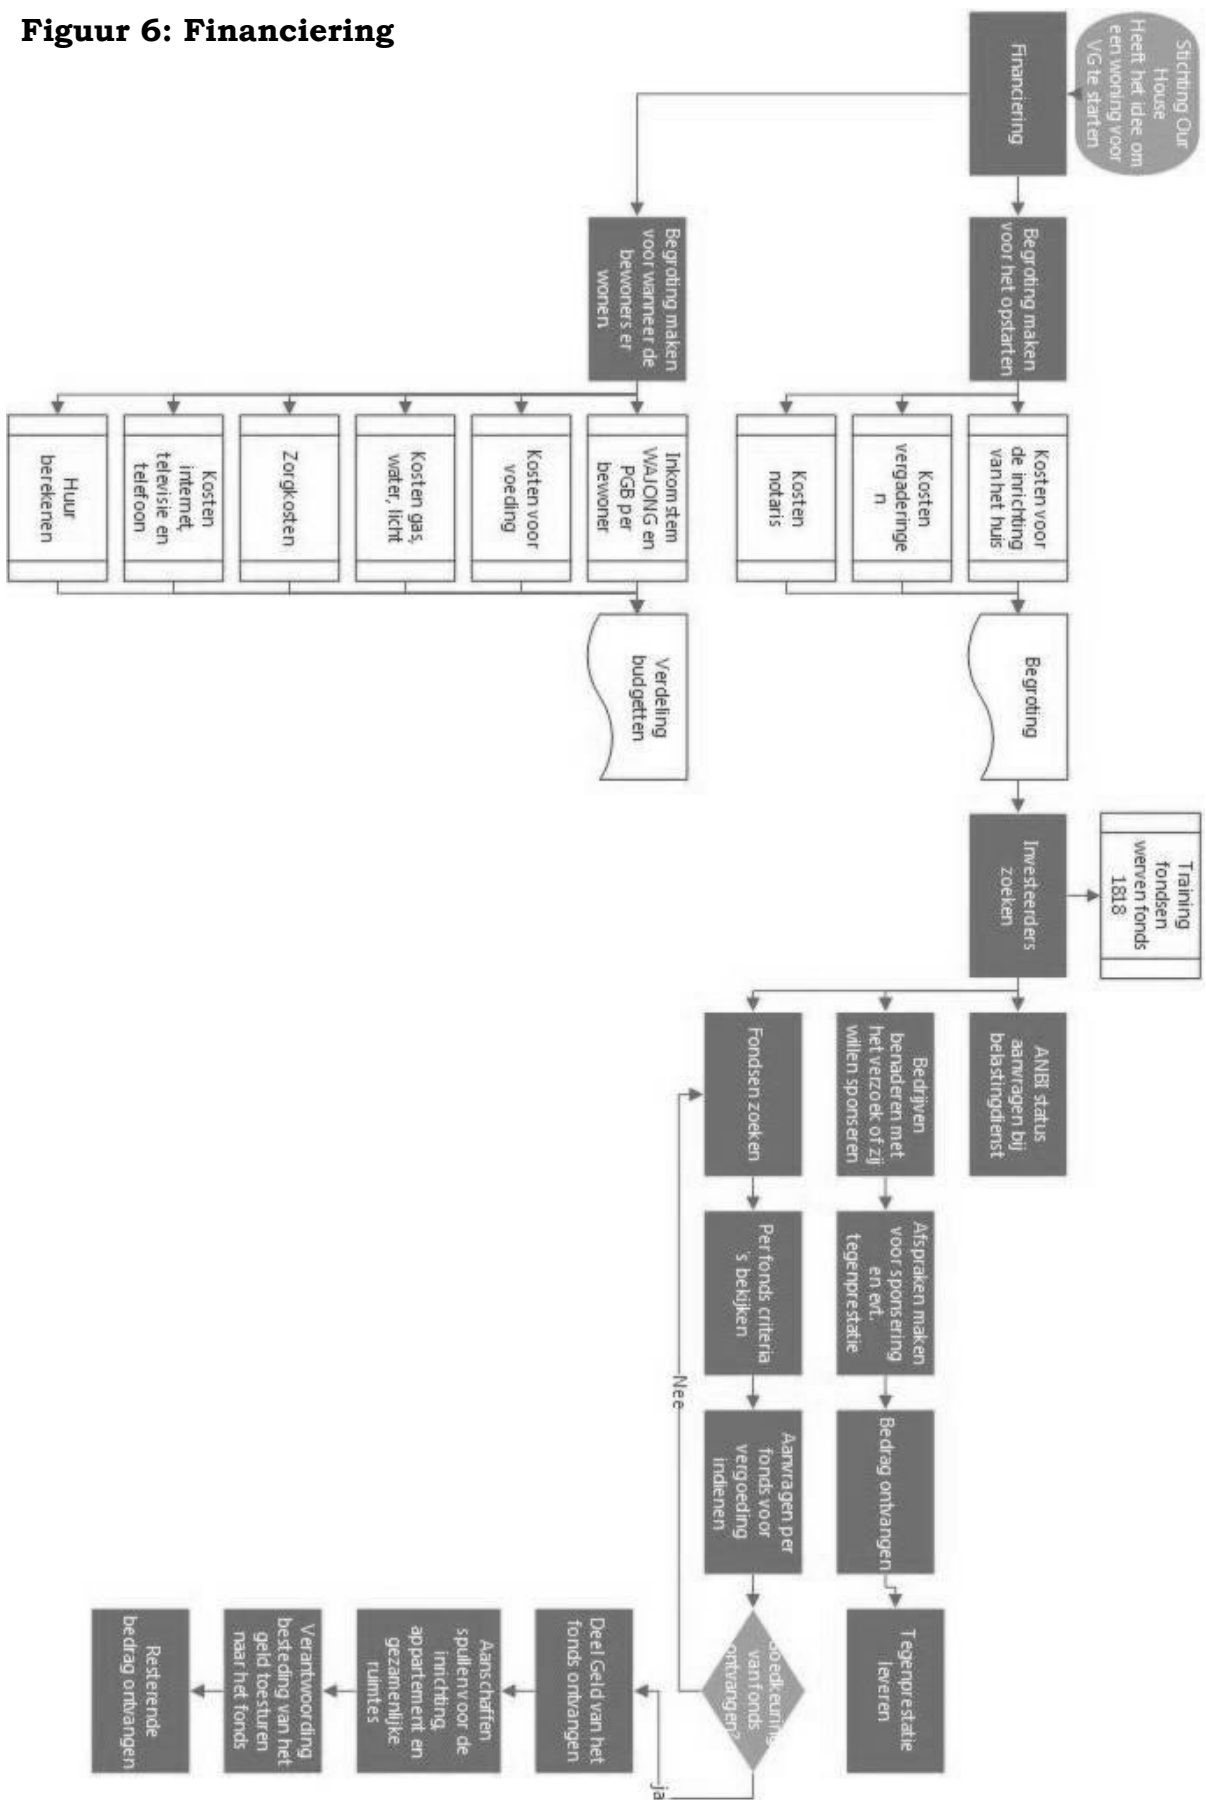 Figuur 6: Financiering
Stichting Our
House
Heeft het idee om
een woning voor
VG te starten
Financiering
Begroting maken
voor het opstarten
Kosten voor
de inrichting
van het huis
Kosten
vergaderinge
n
Kosten
notaris
Begroting
Begroting maken
voor wanneer de
bewoners er
wonen
Inkomstem
WAJONG en
PGB per
bewoner
Kosten voor
voeding
Kosten gas,
water, licht
Zorgkosten
Kosten
internet,
televisie en
telefoon
Huur
berekenen
Verdeling
budgetten
Training
fondsen
werven fonds
1818
Investeerders
zoeken
ANBI status
aanvragen bij
belastingdienst
Bedrijven
benaderen met
het verzoek of zij
willen sponseren
Afspraken maken
voor sponsering
en evt.
tegenprestatie
Bedrag ontvangen
Tegenprestatie
leveren
Fondsen zoeken
Per fonds criteria
's bekijken
Aanvragen per
fonds voor
vergoeding
indienen
Goedkeuring
van fonds
ontvangen?
Nee
ja
Deel Geld van het
fonds ontvangen
Aanschaffen
spullen voor de
inrichting,
appartement en
gezamenlijke
ruimtes
Verantwoording
besteding van het
geld toesturen
naar het fonds
Resterende
bedrag ontvangen